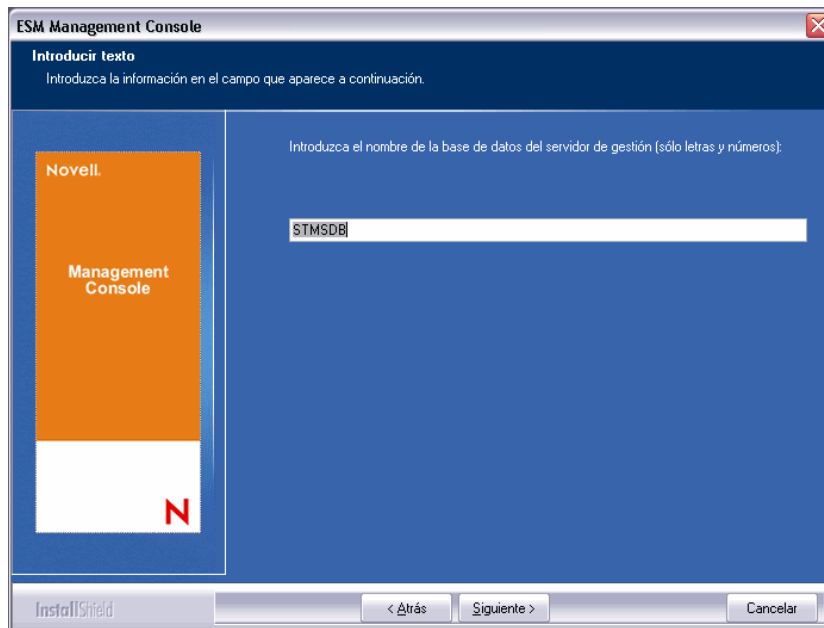 ESM Management Console
Introducir texto
Introduzca la información en el campo que aparece a continuación.
Novell.
Management
Console
N
Introduzca el nombre de la base de datos del servidor de gestión (sólo letras y números):
STMSDB
InstallShield
< Atrás
Siguiente >
Cancelar